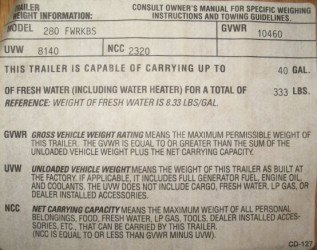 TRAILER
WEIGHT INFORMATION:
CONSULT OWNER'S MANUAL FOR SPECIFIC WEIGHING
INSTRUCTIONS AND TOWING GUIDELINES.
MODEL 280 FWRKBS GVWR 10460
UVW 8140 NCC 2320
THIS TRAILER IS CAPABLE OF CARRYING UP TO 40 GAL.
OF FRESH WATER (INCLUDING WATER HEATER) FOR A TOTAL OF 333 LBS.
REFERENCE: WEIGHT OF FRESH WATER IS 8.33 LBS/GAL.
GVWR GROSS VEHICLE WEIGHT RATING MEANS THE MAXIMUM PERMISSIBLE WEIGHT OF
THIS TRAILER. THE GVWR IS EQUAL TO OR GREATER THAN THE SUM OF THE
UNLOADED VEHICLE WEIGHT PLUS THE NET CARRYING CAPACITY.
UVW UNLOADED VEHICLE WEIGHT MEANS THE WEIGHT OF THIS TRAILER AS BUILT AT
THE FACTORY. IF APPLICABLE, IT INCLUDES FULL GENERATOR FUEL, ENGINE OIL,
AND COOLANTS. THE UVW DOES NOT INCLUDE CARGO, FRESH WATER, LP GAS, OR
DEALER INSTALLED ACCESSORIES.
NCC NET CARRYING CAPACITY MEANS THE MAXIMUM WEIGHT OF ALL PERSONAL
BELONGINGS, FOOD, FRESH WATER, LP GAS, TOOLS, DEALER INSTALLED ACCES-
SORIES, ETC., THAT CAN BE CARRIED BY THIS TRAILER.
(NCC IS EQUAL TO OR LESS THAN GVWR MINUS UVW).
CD-127